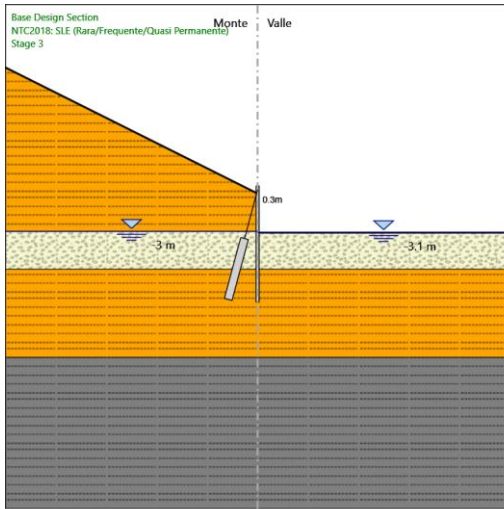 Base Design Section
NTC2018: SLE (Rara/Frequente/Quasi Permanente)
Stage 3
Monte
Valle
0.3m
-3 m
-3.1 m